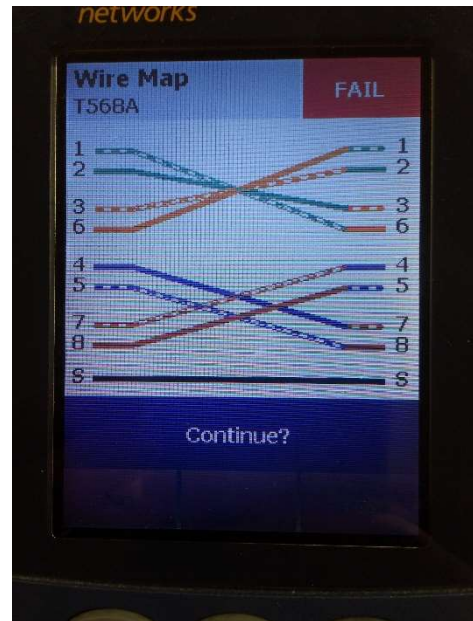 networks
Wire Map
FAIL
T568A
1 1
2 2
3 3
6 6
4 4
5 5
7 7
8 8
S S
Continue?